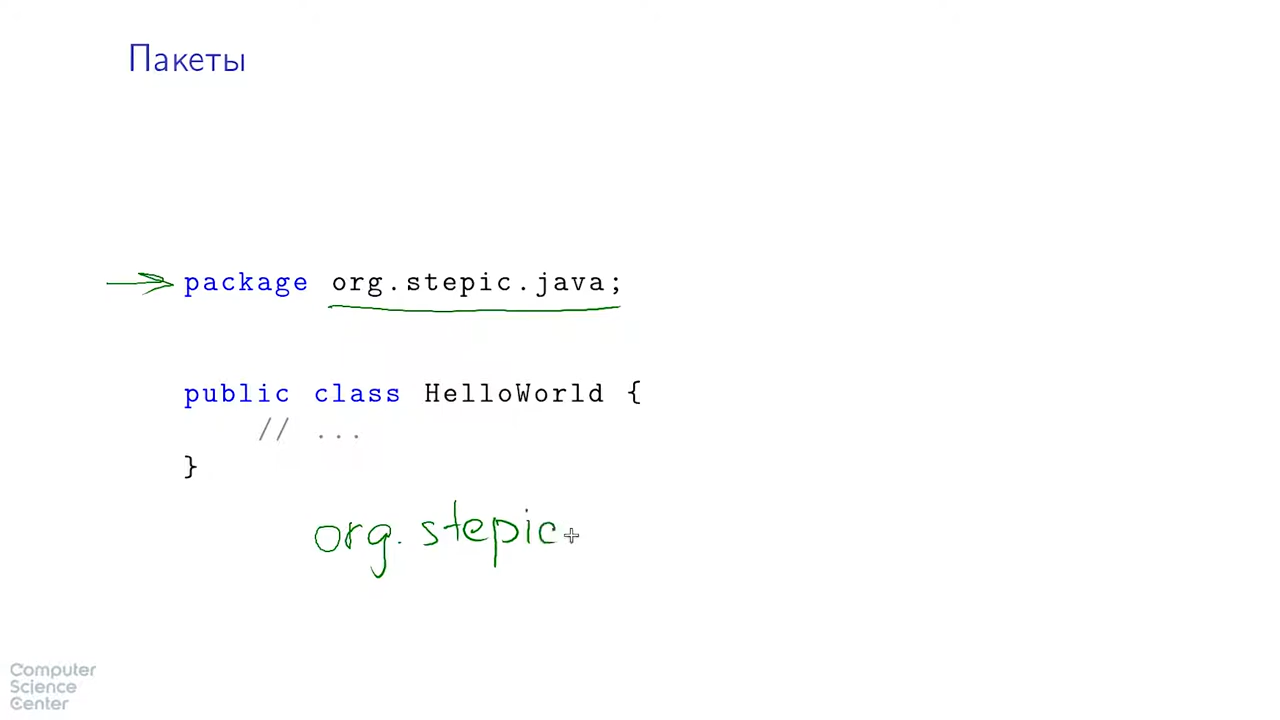 Пакеты
package org.stepic.java;
public class HelloWorld {
// ...
}
org.stepic
Computer
Science
Center